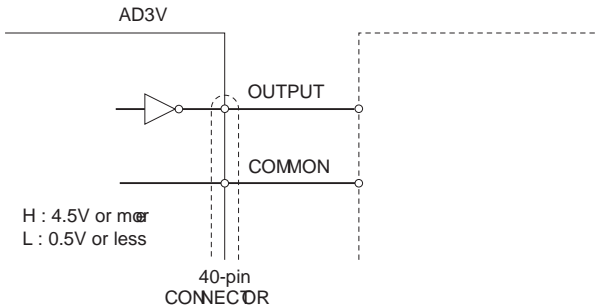 AD3V
OUTPUT
COMMON
H : 4.5V or more
L : 0.5V or less
40-pin
CONNECTOR